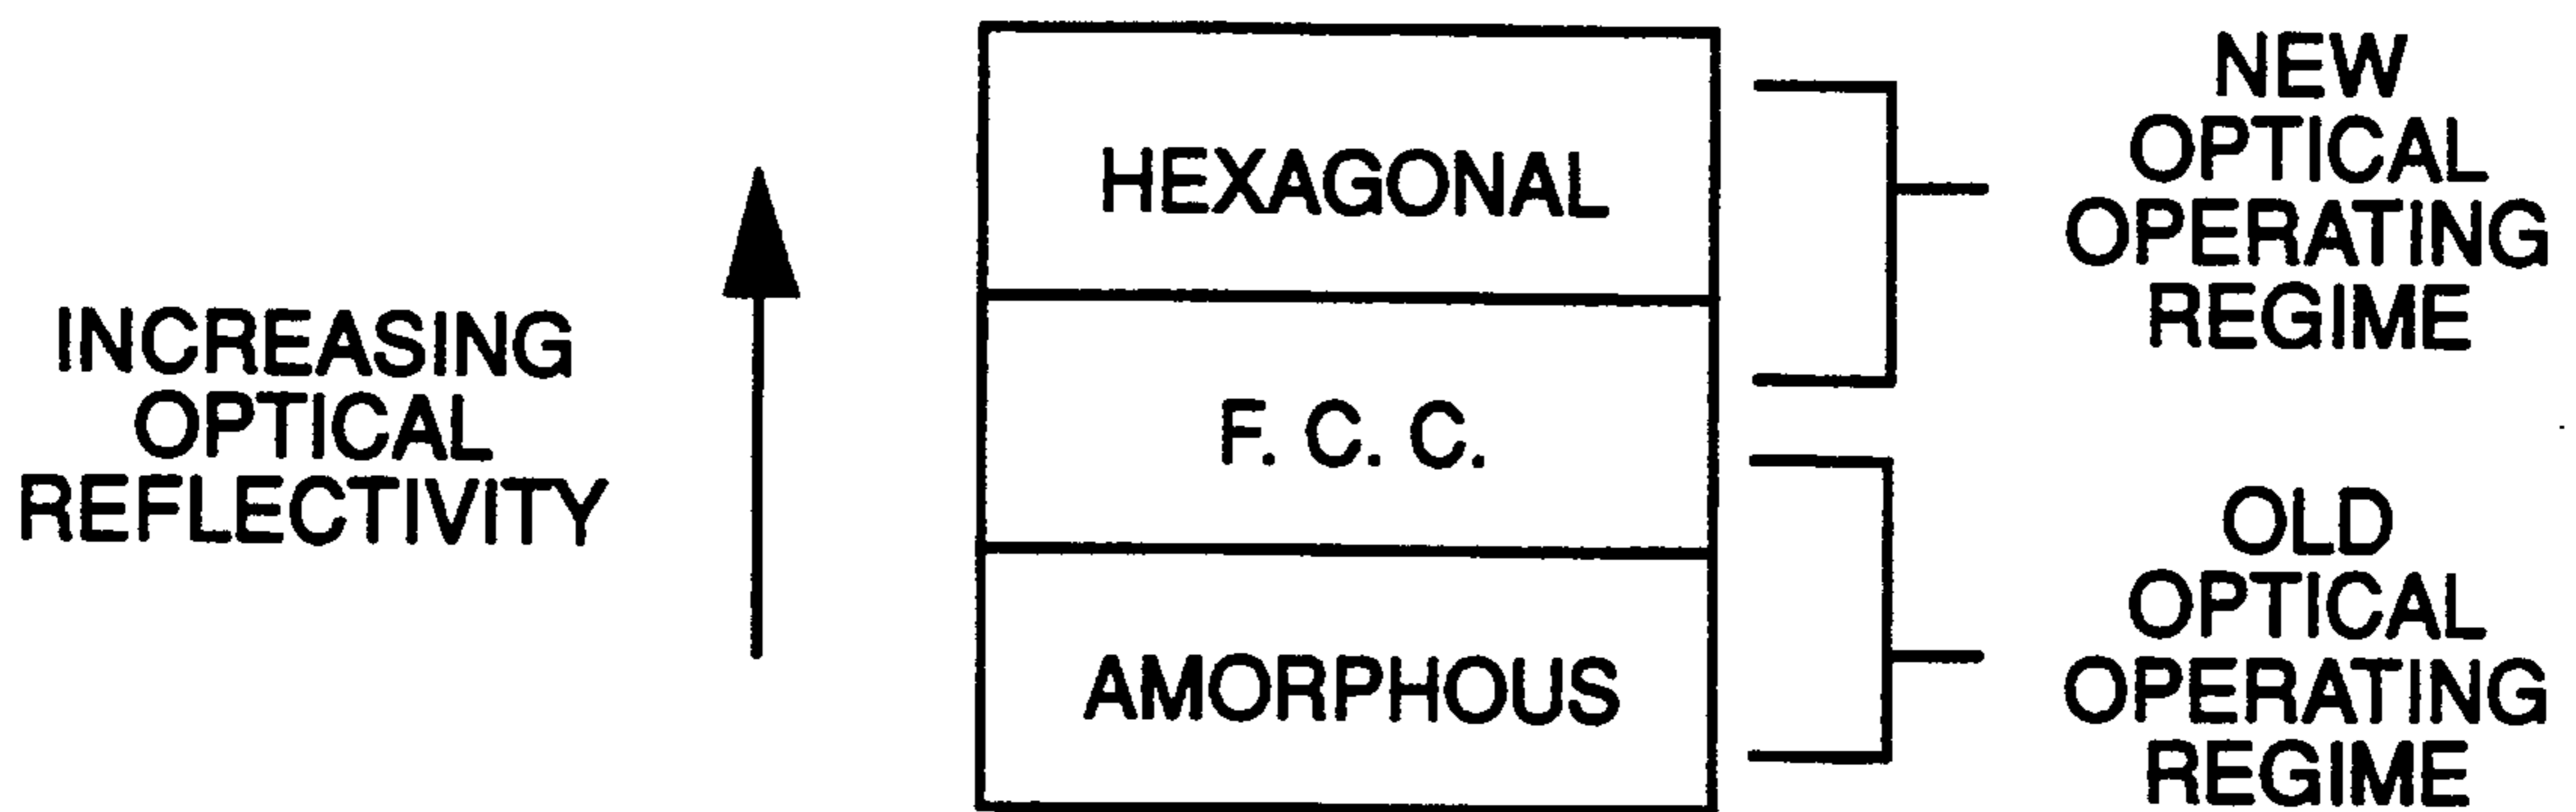 INCREASING
OPTICAL
REFLECTIVITY
HEXAGONAL
F. C. C.
AMORPHOUS
NEW
OPTICAL
OPERATING
REGIME
OLD
OPTICAL
OPERATING
REGIME